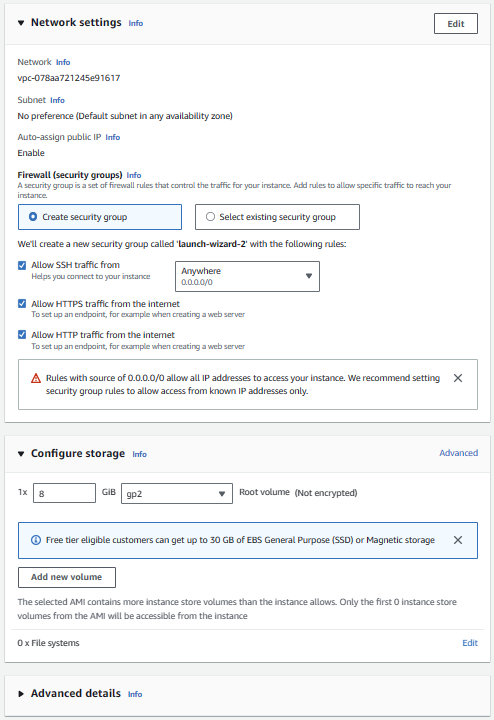 Network settings Info
Edit
Network Info
vpc-078aa721245e91617
Subnet Info
No preference (Default subnet in any availability zone)
Auto-assign public IP Info
Enable
Firewall (security groups) Info
A security group is a set of firewall rules that control the traffic for your instance. Add rules to allow specific traffic to reach your
instance.
Create security group
Select existing security group
We'll create a new security group called 'launch-wizard-2' with the following rules:
Allow SSH traffic from
Helps you connect to your instance
Anywhere
0.0.0.0/0
Allow HTTPS traffic from the internet
To set up an endpoint, for example when creating a web server
Allow HTTP traffic from the internet
To set up an endpoint, for example when creating a web server
Rules with source of 0.0.0.0/0 allow all IP addresses to access your instance. We recommend setting
security group rules to allow access from known IP addresses only.
Configure storage Info
Advanced
1x 8 GiB gp2 Root volume (Not encrypted)
Free tier eligible customers can get up to 30 GB of EBS General Purpose (SSD) or Magnetic storage
Add new volume
The selected AMI contains more instance store volumes than the instance allows. Only the first 0 instance store
volumes from the AMI will be accessible from the instance
0 x File systems
Edit
Advanced details Info